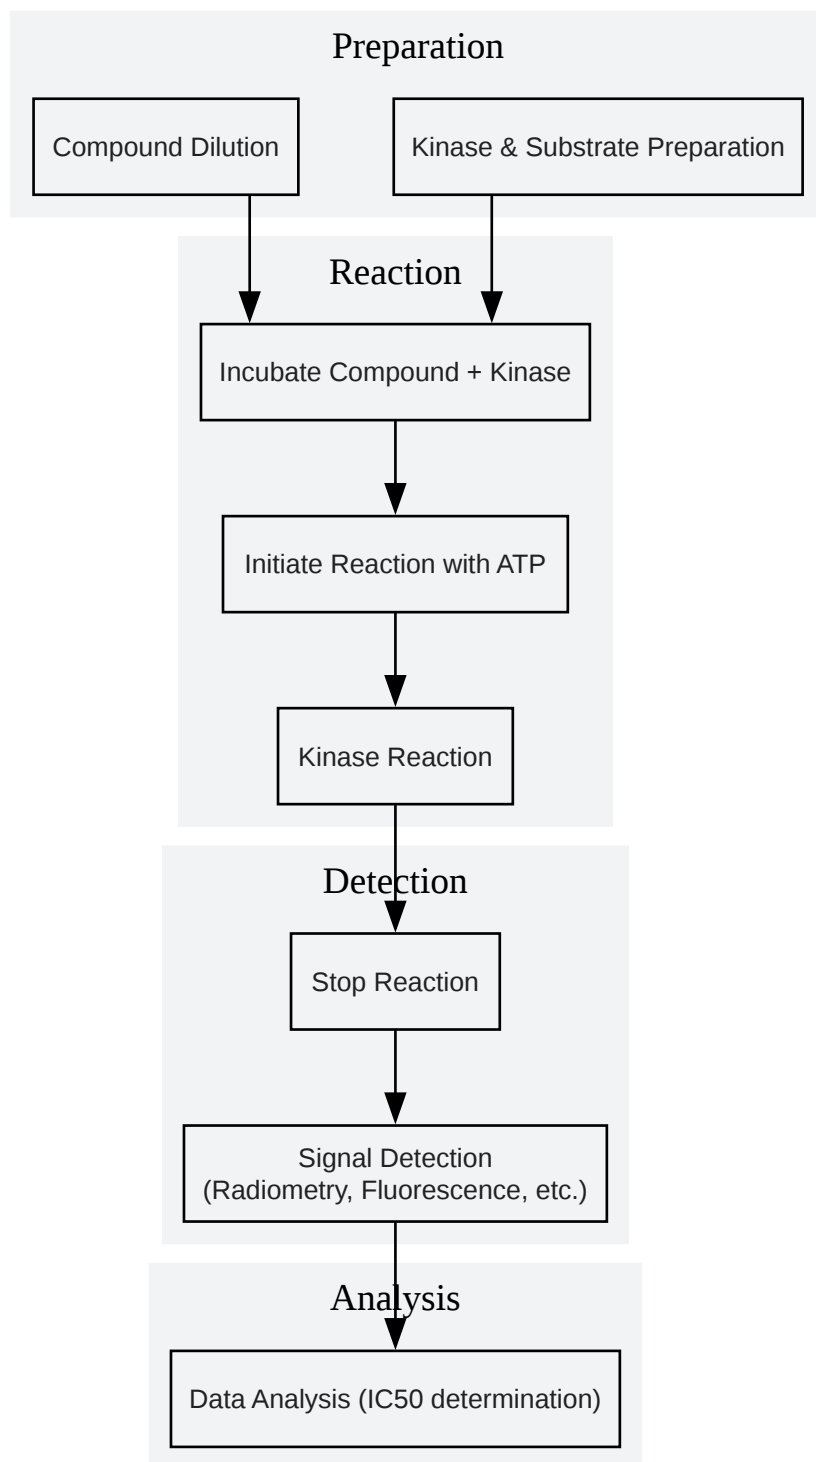 Preparation
Compound Dilution
Kinase & Substrate Preparation
Reaction
Incubate Compound + Kinase
Initiate Reaction with ATP
Kinase Reaction
Detection
Stop Reaction
Signal Detection
(Radiometry, Fluorescence, etc.)
Analysis
Data Analysis (IC50 determination)